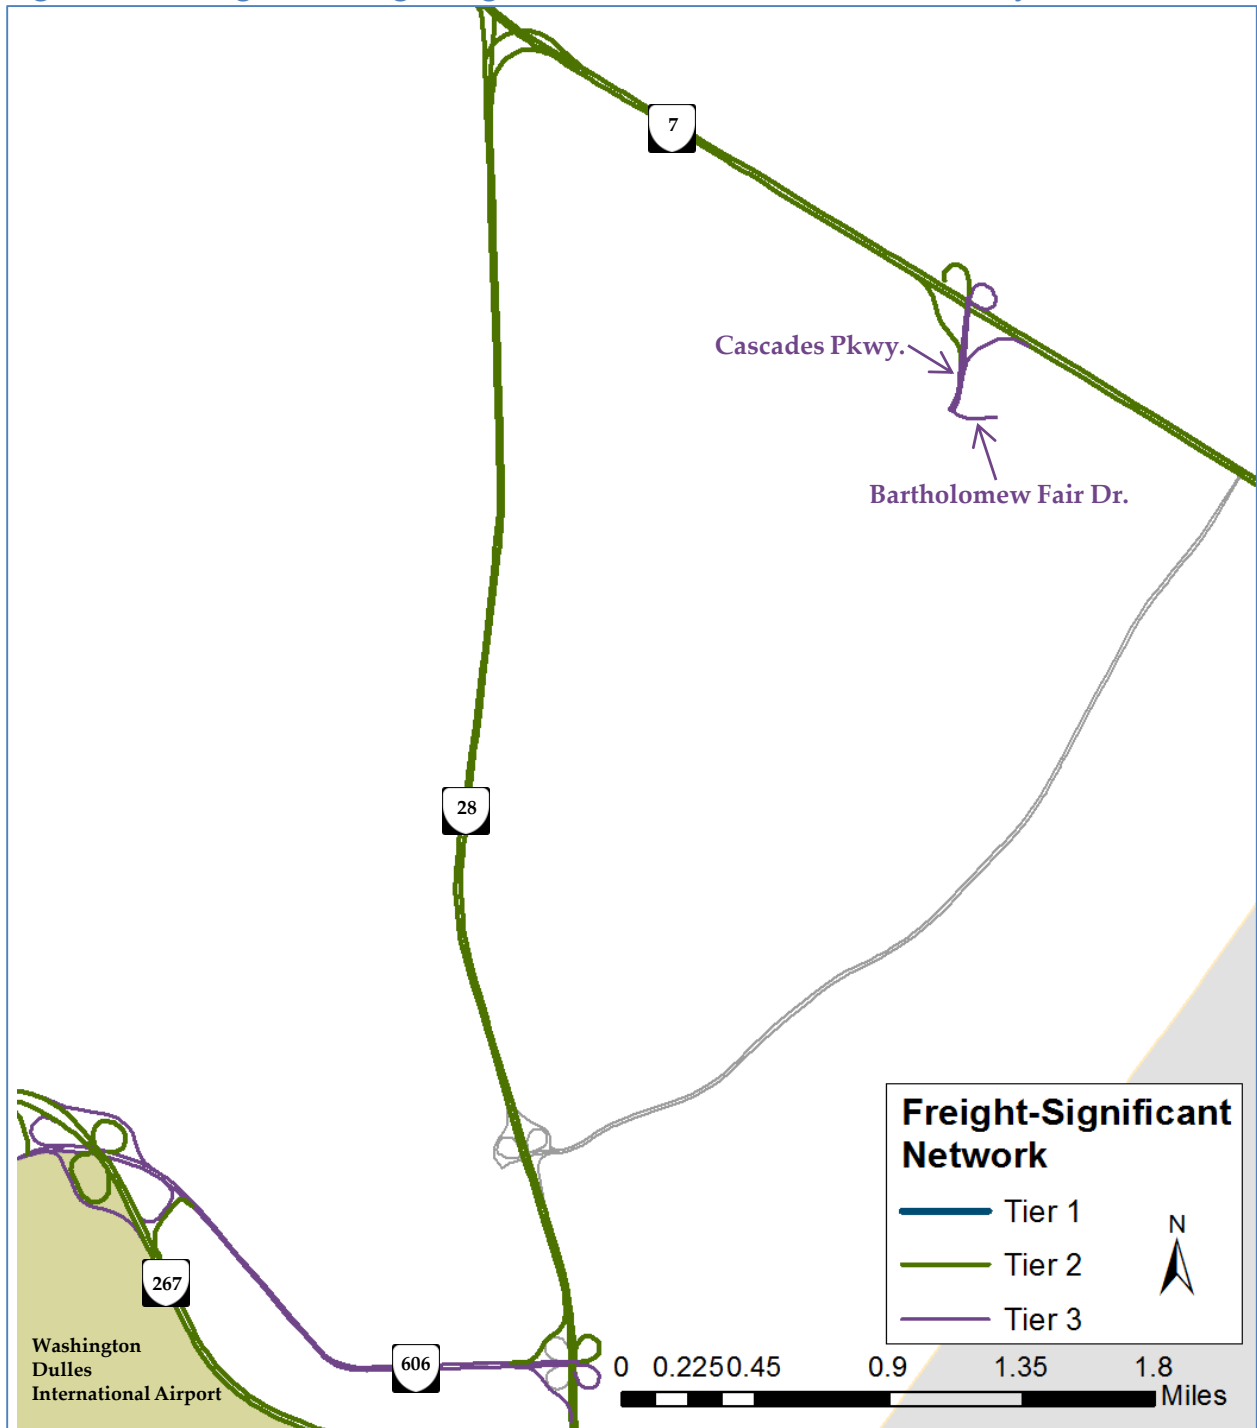 7
Cascades Pkwy.
Bartholomew Fair Dr.
28
267
Washington
Dulles
International Airport
606
Freight-Significant
Network
Tier 1
Tier 2
Tier 3
N
0 0.225 0.45 0.9 1.35 1.8
Miles